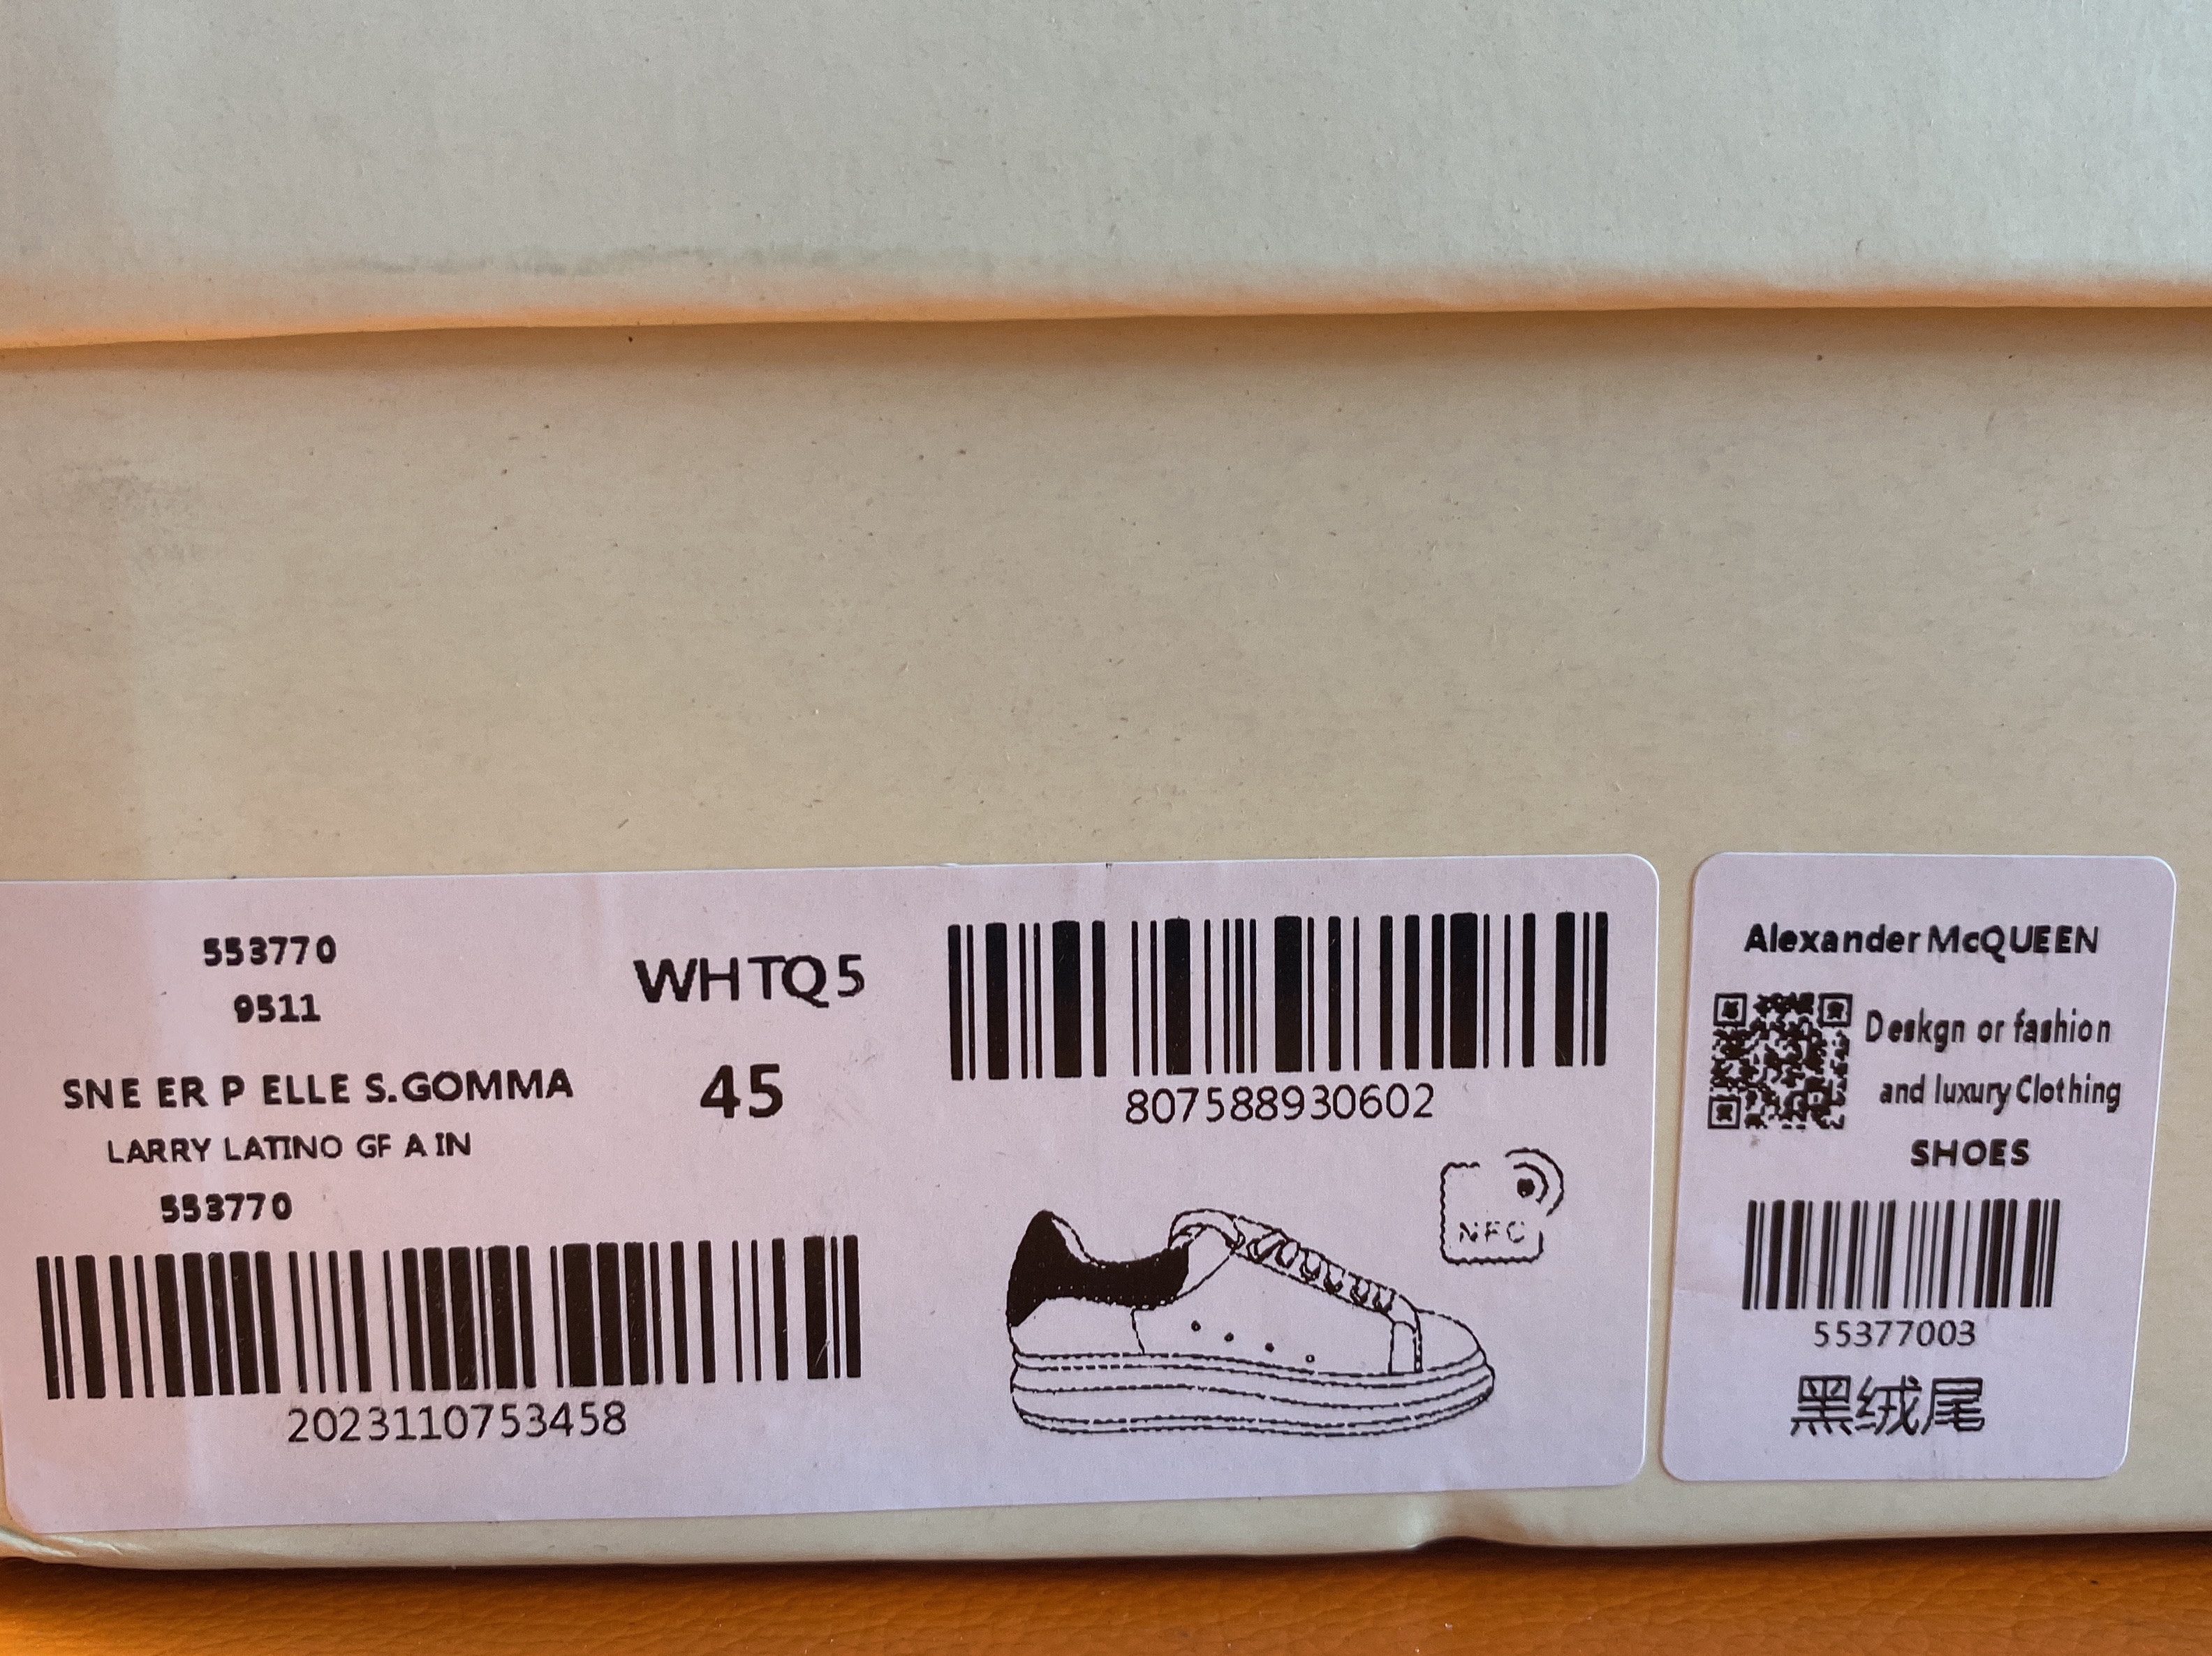 553770
9511
SNE ER P ELLE S.GOMMA
LARRY LATINO GF A IN
553770
2023110753458
WHTQ5
45
807588930602
NFC
Alexander McQUEEN
Deskgn or fashion
and luxury Clothing
SHOES
55377003
黑绒尾